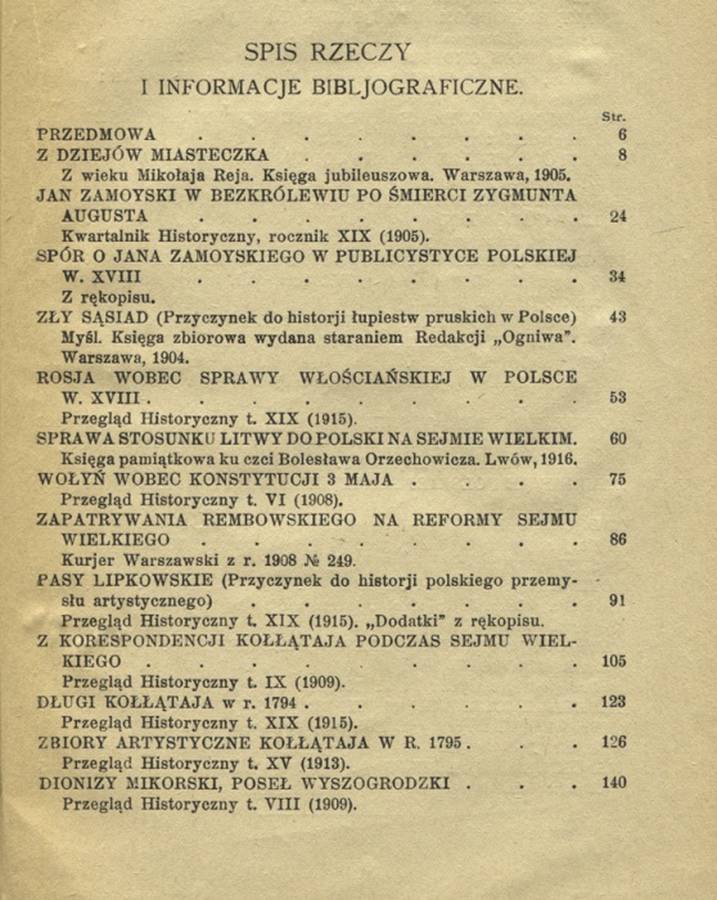 SPIS RZECZY
I INFORMACJE BIBLJOGRAFICZNE.
Str.
PRZEDMOWA . . . . . . . . 6
Z DZIEJÓW MIASTECZKA . . . . . . 8
Z wieku Mikołaja Reja. Księga jubileuszowa. Warszawa, 1905.
JAN ZAMOYSKI W BEZKRÓLEWIU PO ŚMIERCI ZYGMUNTA
AUGUSTA . . . . . . . . 24
Kwartalnik Historyczny, rocznik XIX (1905).
SPÓR O JANA ZAMOYSKIEGO W PUBLICYSTYCE POLSKIEJ
W. XVIII . . . . . . . . 34
Z rękopisu.
ZŁY SĄSIAD (Przyczynek do historji łupiestw pruskich w Polsce) 43
Myśl. Księga zbiorowa wydana staraniem Redakcji „Ogniwa”.
Warszawa, 1904.
ROSJA WOBEC SPRAWY WŁOŚCIAŃSKIEJ W POLSCE
W. XVIII . . . . . . . . . 53
Przegląd Historyczny t. XIX (1915).
SPRAWA STOSUNKU LITWY DO POLSKI NA SEJMIE WIELKIM. 60
Księga pamiątkowa ku czci Bolesława Orzechowicza. Lwów, 1916.
WOŁYŃ WOBEC KONSTYTUCJI 3 MAJA . . . . 75
Przegląd Historyczny t. VI (1908).
ZAPATRYWANIA REMBOWSKIEGO NA REFORMY SEJMU
WIELKIEGO . . . . . . . . 86
Kurjer Warszawski z r. 1908 № 249.
PASY LIPKOWSKIE (Przyczynek do historji polskiego przemy-
słu artystycznego) . . . . . . . 91
Przegląd Historyczny t. XIX (1915). „Dodatki” z rękopisu.
Z KORESPONDENCJI KOŁŁĄTAJA PODCZAS SEJMU WIEL-
KIEGO . . . . . . . . . 105
Przegląd Historyczny t. IX (1909).
DŁUGI KOŁŁĄTAJA w r. 1794 . . . . . . 123
Przegląd Historyczny t. XIX (1915).
ZBIORY ARTYSTYCZNE KOŁŁĄTAJA W R. 1795 . . . 126
Przegląd Historyczny t. XV (1913).
DIONIZY MIKORSKI, POSEŁ WYSZOGRODZKI . . . 140
Przegląd Historyczny t. VIII (1909).